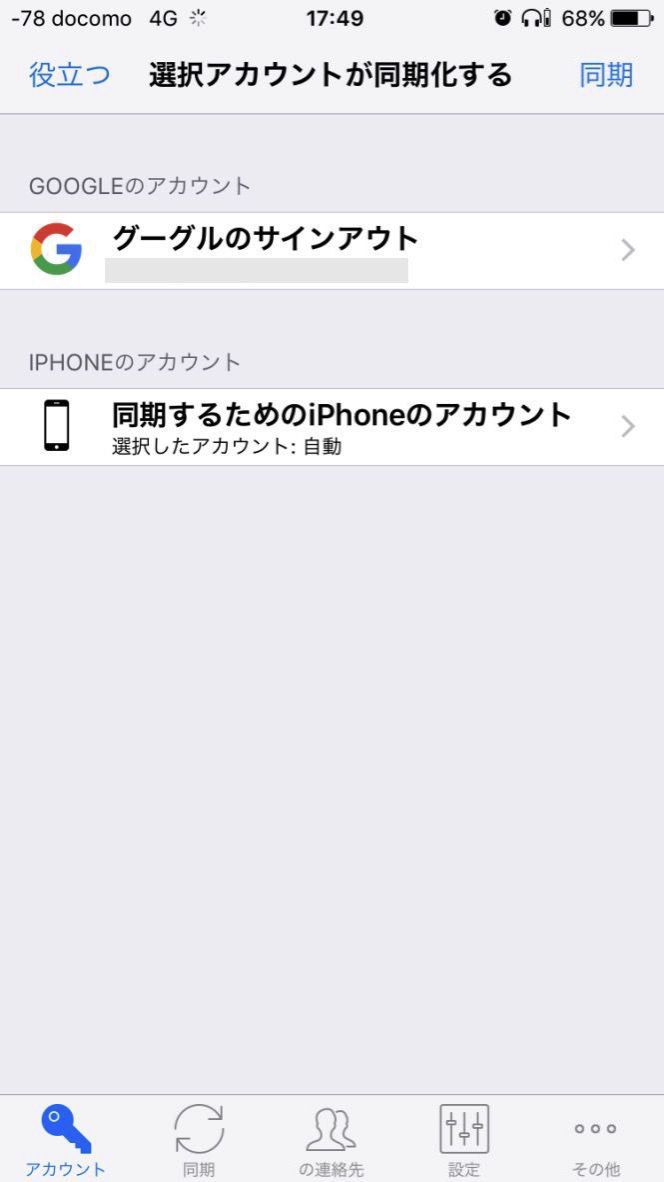 -78 docomo 4G 17:49 68%
役立つ 選択アカウントが同期化する 同期
GOOGLEのアカウント
グーグルのサインアウト
IPHONEのアカウント
同期するためのiPhoneのアカウント
選択したアカウント: 自動
アカウント 同期 の連絡先 設定 その他